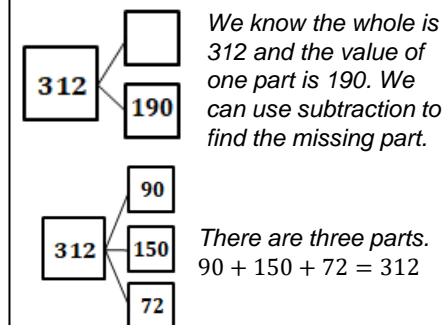 312
190
We know the whole is
312 and the value of
one part is 190. We
can use subtraction to
find the missing part.
90
312
150
72
There are three parts.
90 + 150 + 72 = 312